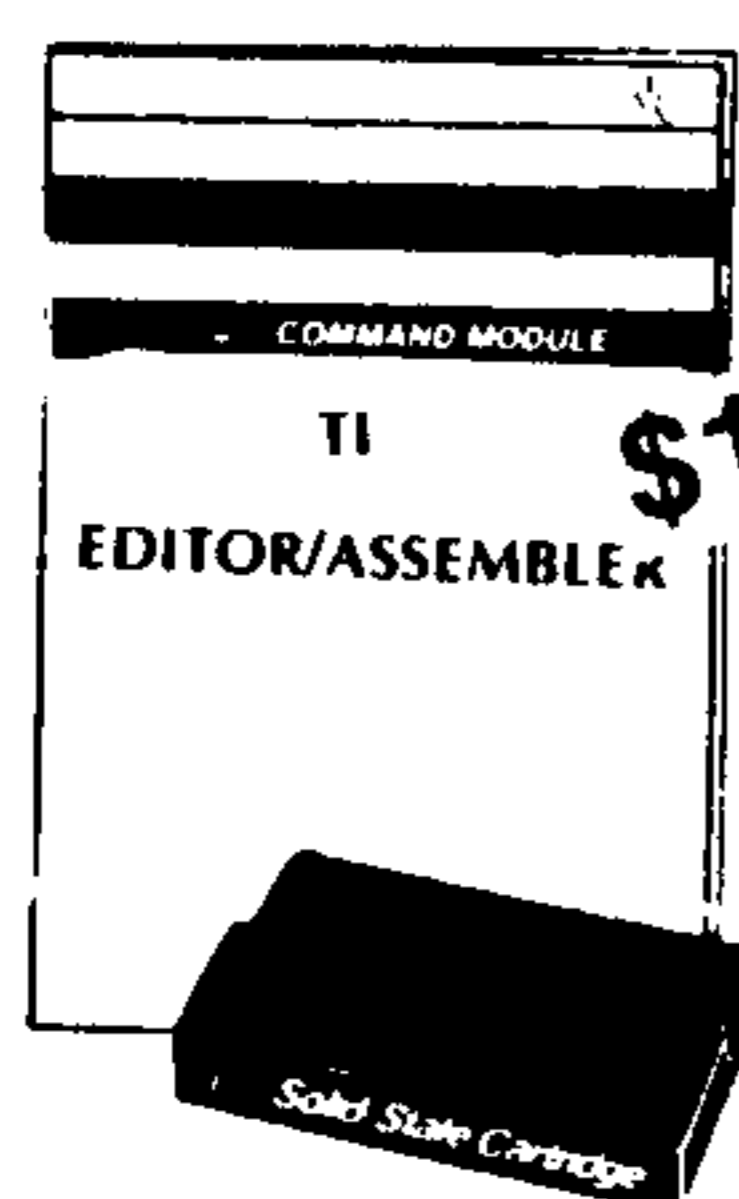 COMMAND MODULE
TI
$
EDITOR/ASSEMBLER
Solid State Cartridge